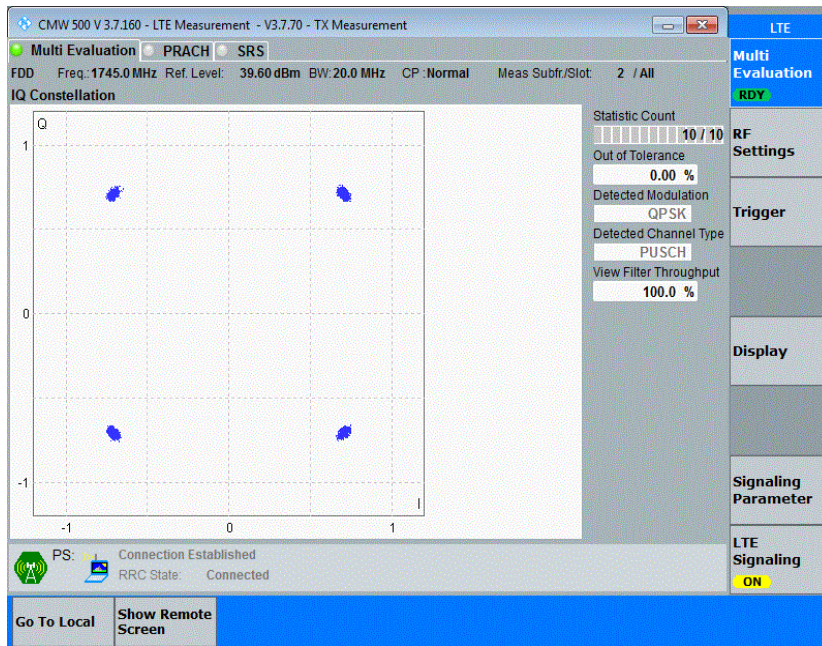 CMW 500 V 3.7.160 - LTE Measurement - V3.7.70 - TX Measurement
LTE
Multi Evaluation PRACH SRS
FDD Freq.: 1745.0 MHz Ref. Level: 39.60 dBm BW: 20.0 MHz CP : Normal Meas Subfr./Slot: 2 / All
IQ Constellation
Q
1
0
-1
-1 0 1
I
Statistic Count
10 / 10
Out of Tolerance
0.00 %
Detected Modulation
QPSK
Detected Channel Type
PUSCH
View Filter Throughput
100.0 %
Multi
Evaluation
RDY
RF
Settings
Trigger
Display
Signaling
Parameter
LTE
Signaling
ON
PS: Connection Established
RRC State: Connected
Go To Local
Show Remote
Screen